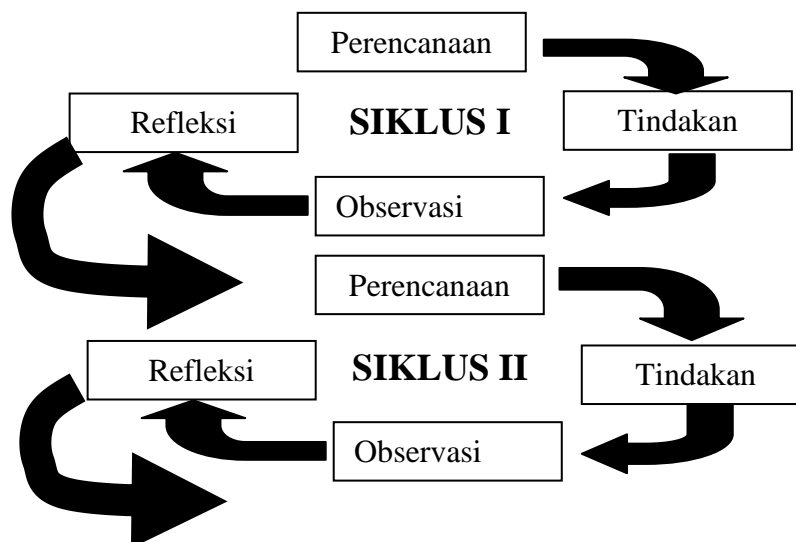 Perencanaan
Refleksi
SIKLUS I
Tindakan
Observasi
Perencanaan
Refleksi
SIKLUS II
Tindakan
Observasi